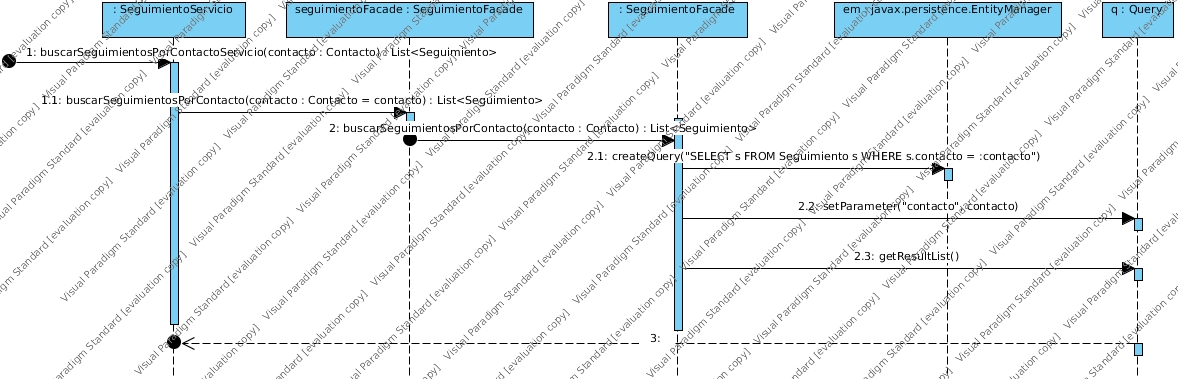 : SeguimientoServicio
seguimientoFacade : SeguimientoFacade
: SeguimientoFacade
em : javax.persistence.EntityManager
q : Query
1: buscarSeguimientosPorContactoServicio(contacto : Contacto) : List<Seguimiento>
1.1: buscarSeguimientosPorContacto(contacto : Contacto = contacto) : List<Seguimiento>
2: buscarSeguimientosPorContacto(contacto : Contacto) : List<Seguimiento>
2.1: createQuery("SELECT s FROM Seguimiento s WHERE s.contacto = :contacto")
2.2: setParameter("contacto", contacto)
2.3: getResultList()
3:
Visual Paradigm Standard [evaluation copy]